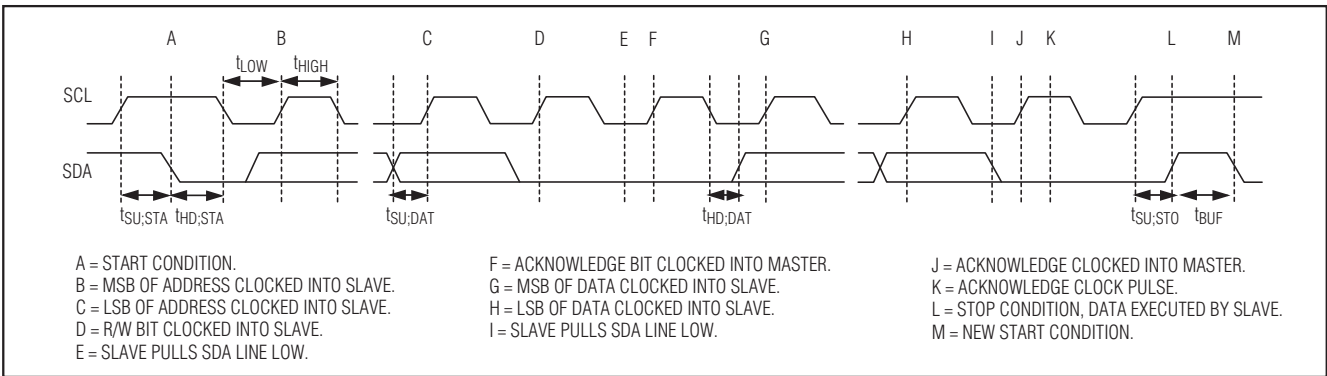 A B C D E F G H I J K L M
tLOW tHIGH
SCL
SDA
tSU;STA tHD;STA tSU;DAT tHD;DAT tSU;STO tBUF
A = START CONDITION.
B = MSB OF ADDRESS CLOCKED INTO SLAVE.
C = LSB OF ADDRESS CLOCKED INTO SLAVE.
D = R/W BIT CLOCKED INTO SLAVE.
E = SLAVE PULLS SDA LINE LOW.
F = ACKNOWLEDGE BIT CLOCKED INTO MASTER.
G = MSB OF DATA CLOCKED INTO SLAVE.
H = LSB OF DATA CLOCKED INTO SLAVE.
I = SLAVE PULLS SDA LINE LOW.
J = ACKNOWLEDGE CLOCKED INTO MASTER.
K = ACKNOWLEDGE CLOCK PULSE.
L = STOP CONDITION, DATA EXECUTED BY SLAVE.
M = NEW START CONDITION.